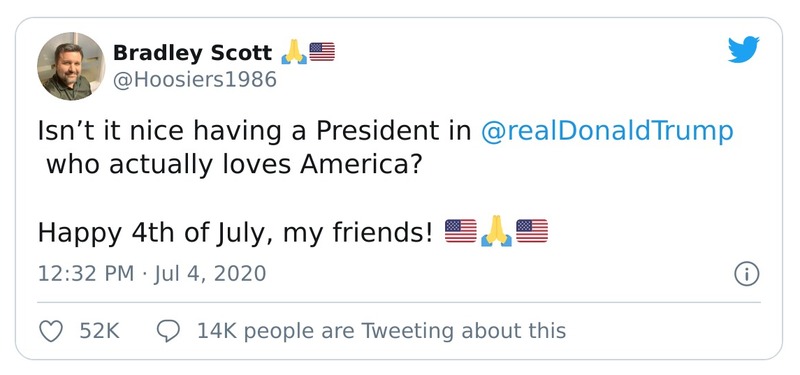 Bradley Scott 🙏🇺🇸
@Hoosiers1986
Isn’t it nice having a President in @realDonaldTrump
who actually loves America?
Happy 4th of July, my friends! 🇺🇸🙏🇺🇸
12:32 PM · Jul 4, 2020
52K 14K people are Tweeting about this